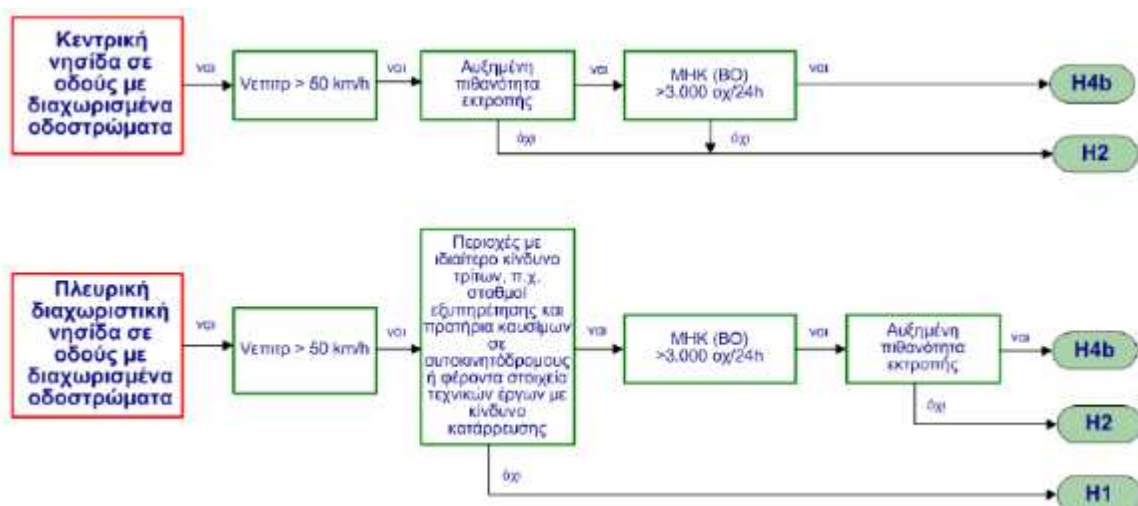 Κεντρική
νησίδα σε
οδούς με
διαχωρισμένα
οδοστρώματα
ναι
Vεπιτρ > 50 km/h
ναι
Αυξημένη
πιθανότητα
εκτροπής
ναι
ΜΗΚ (ΒΟ)
>3.000 οχ/24h
ναι
H4b
όχι
όχι
H2
Πλευρική
διαχωριστική
νησίδα σε
οδούς με
διαχωρισμένα
οδοστρώματα
ναι
Vεπιτρ > 50 km/h
ναι
Περιοχές με
ιδιαίτερο κίνδυνο
τρίτων, π.χ.
σταθμοί
εξυπηρέτησης και
πρατήρια καυσίμων
σε
αυτοκινητόδρομους
ή φέροντα στοιχεία
τεχνικών έργων με
κίνδυνο
κατάρρευσης
ναι
ΜΗΚ (ΒΟ)
>3.000 οχ/24h
ναι
Αυξημένη
πιθανότητα
εκτροπής
ναι
H4b
όχι
H2
όχι
H1